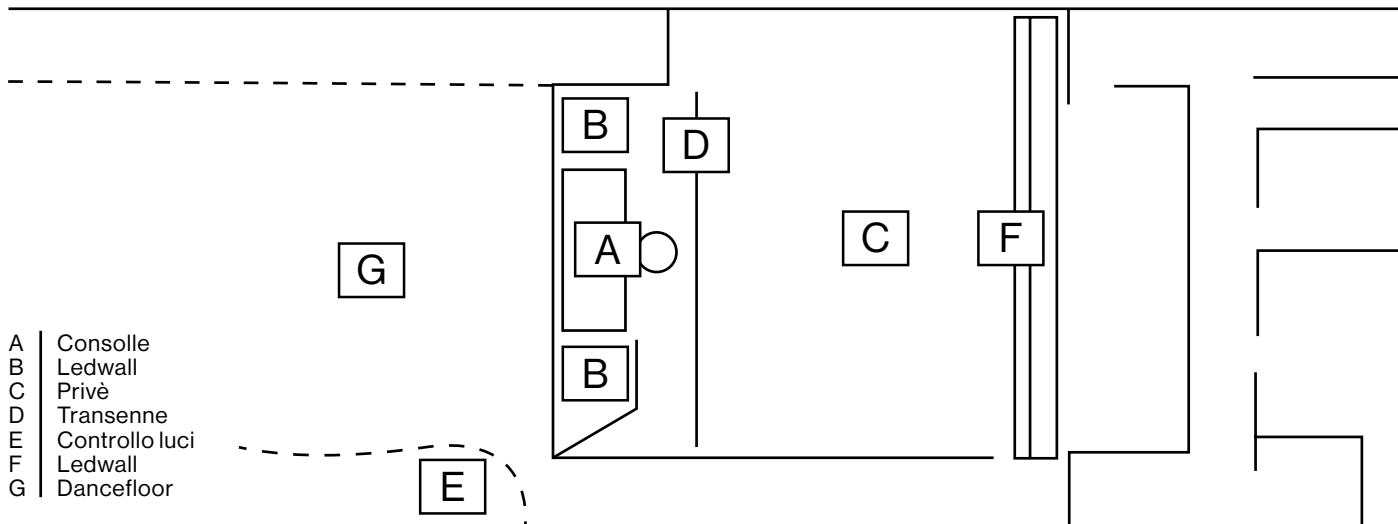 B
D
A
C
F
G
B
E
A Consolle
B Ledwall
C Privè
D Transenne
E Controllo luci
F Ledwall
G Dancefloor